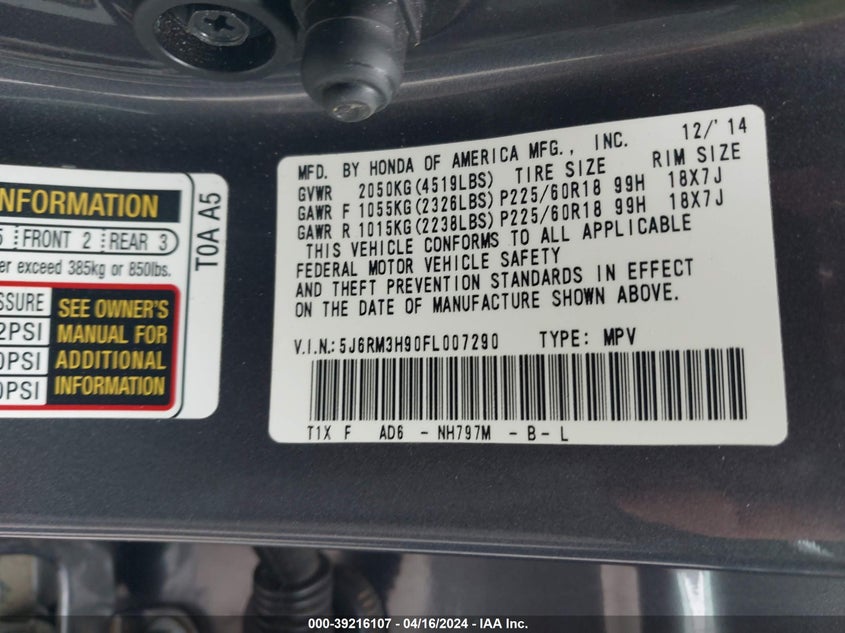 INFORMATION
5 FRONT 2 REAR 3
exceed 385kg or 850lbs.
SEE OWNER'S
MANUAL FOR
ADDITIONAL
INFORMATION
2PSI
0PSI
0PSI
T0A A5
MFD. BY HONDA OF AMERICA MFG., INC. 12/'14
GVWR 2050KG(4519LBS) TIRE SIZE RIM SIZE
GAWR F 1055KG(2326LBS) P225/60R18 99H 18X7J
GAWR R 1015KG(2238LBS) P225/60R18 99H 18X7J
THIS VEHICLE CONFORMS TO ALL APPLICABLE
FEDERAL MOTOR VEHICLE SAFETY
AND THEFT PREVENTION STANDARDS IN EFFECT
ON THE DATE OF MANUFACTURE SHOWN ABOVE.
V.I.N.: 5J6RM3H90FL007290 TYPE: MPV
T1X F AD6 - NH797M - B - L
000-39216107 - 04/16/2024 - IAA Inc.